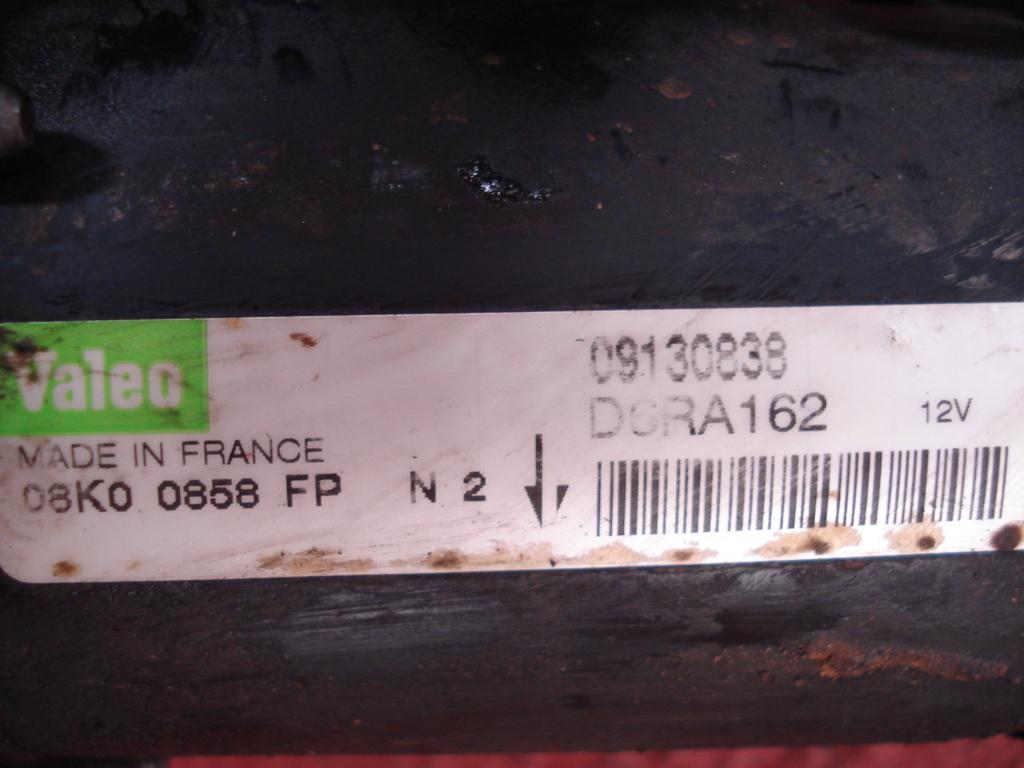 Valeo
MADE IN FRANCE
08K0 0858 FP N 2
09130838
D6RA162 12V